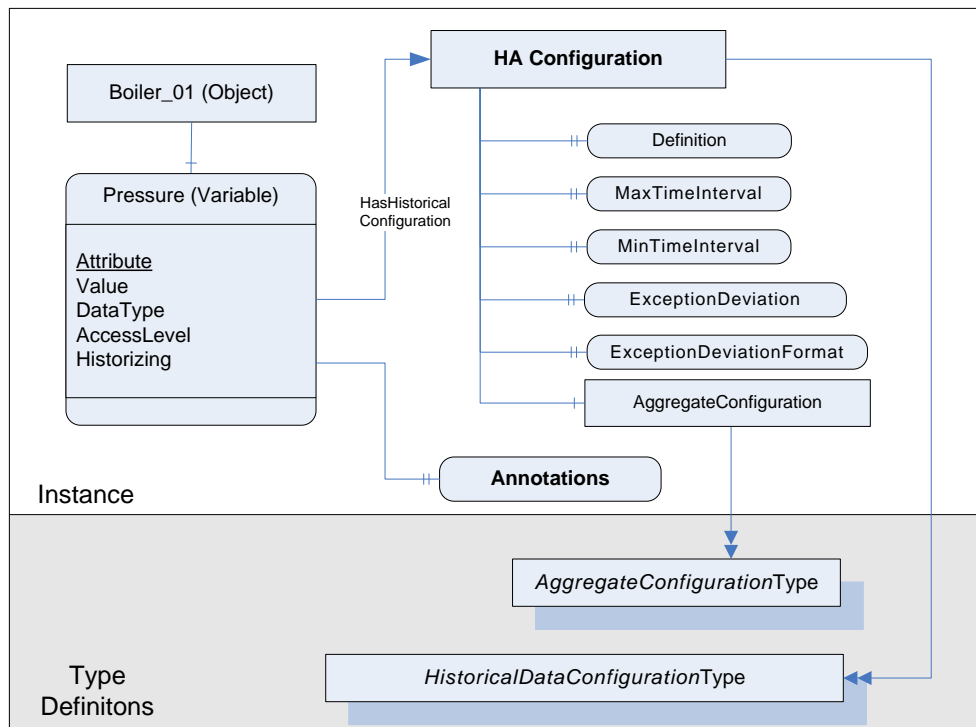 HA Configuration
Boiler_01 (Object)
Pressure (Variable)
Attribute
Value
DataType
AccessLevel
Historizing
HasHistorical
Configuration
Definition
MaxTimeInterval
MinTimeInterval
ExceptionDeviation
ExceptionDeviationFormat
AggregateConfiguration
Annotations
Instance
AggregateConfigurationType
HistoricalDataConfigurationType
Type
Definitons